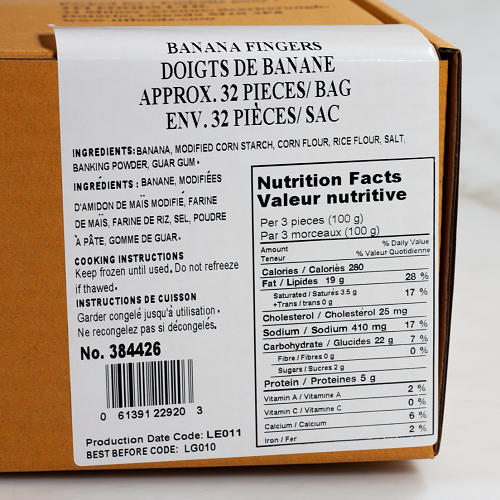 BANANA FINGERS
DOIGTS DE BANANE
APPROX. 32 PIECES/ BAG
ENV. 32 PIÈCES/ SAC
INGREDIENTS: BANANA, MODIFIED CORN STARCH, CORN FLOUR, RICE FLOUR, SALT,
BANKING POWDER, GUAR GUM.
INGRÉDIENTS : BANANE, MODIFIÉES
D'AMIDON DE MAÏS MODIFIÉ, FARINE
DE MAÏS, FARINE DE RIZ, SEL, POUDRE
À PÂTE, GOMME DE GUAR.
COOKING INSTRUCTIONS
Keep frozen until used. Do not refreeze
if thawed.
INSTRUCTIONS DE CUISSON
Garder congelé jusqu'à utilisation.
Ne recongelez pas si décongelés.
No. 384426
0 61391 22920 3
Production Date Code: LE011
BEST BEFORE CODE: LG010
Nutrition Facts
Valeur nutritive
Per 3 pieces (100 g)
Par 3 morceaux (100 g)
Amount % Daily Value
Teneur % Valeur Quotidienne
Calories / Calories 280
Fat / Lipides 19 g 28 %
Saturated / Saturés 3.5 g 17 %
+Trans / trans 0 g
Cholesterol / Cholestérol 25 mg
Sodium / Sodium 410 mg 17 %
Carbohydrate / Glucides 22 g 7 %
Fibre / Fibres 0 g 0 %
Sugars / Sucres 2 g
Protein / Proteines 5 g
Vitamin A / Vitamine A 2 %
Vitamin C / Vitamine C 0 %
Calcium / Calcium 6 %
Iron / Fer 2 %